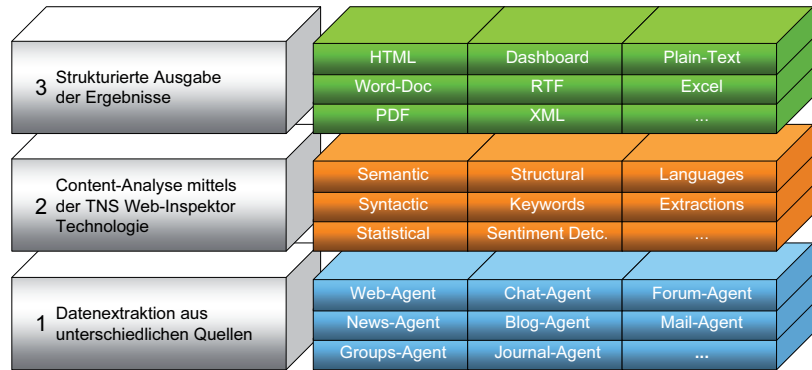 3 Strukturierte Ausgabe
der Ergebnisse
HTML Dashboard Plain-Text
Word-Doc RTF Excel
PDF XML ...
2 Content-Analyse mittels
der TNS Web-Inspektor
Technologie
Semantic Structural Languages
Syntactic Keywords Extractions
Statistical Sentiment Detc. ...
1 Datenextraktion aus
unterschiedlichen Quellen
Web-Agent Chat-Agent Forum-Agent
News-Agent Blog-Agent Mail-Agent
Groups-Agent Journal-Agent ...